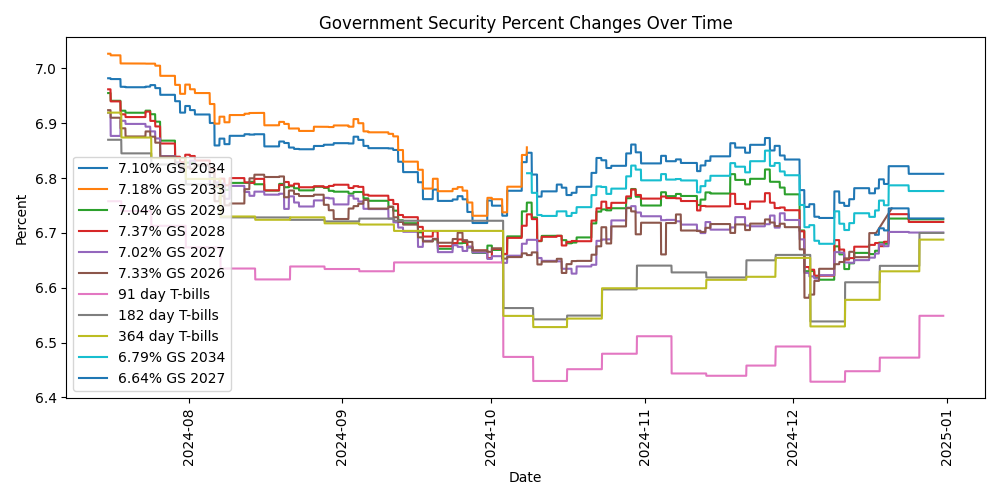 Government Security Percent Changes Over Time
Percent
7.0
6.9
6.8
6.7
6.6
6.5
6.4
7.10% GS 2034
7.18% GS 2033
7.04% GS 2029
7.37% GS 2028
7.02% GS 2027
7.33% GS 2026
91 day T-bills
182 day T-bills
364 day T-bills
6.79% GS 2034
6.64% GS 2027
2024-08
2024-09
2024-10
2024-11
2024-12
2025-01
Date